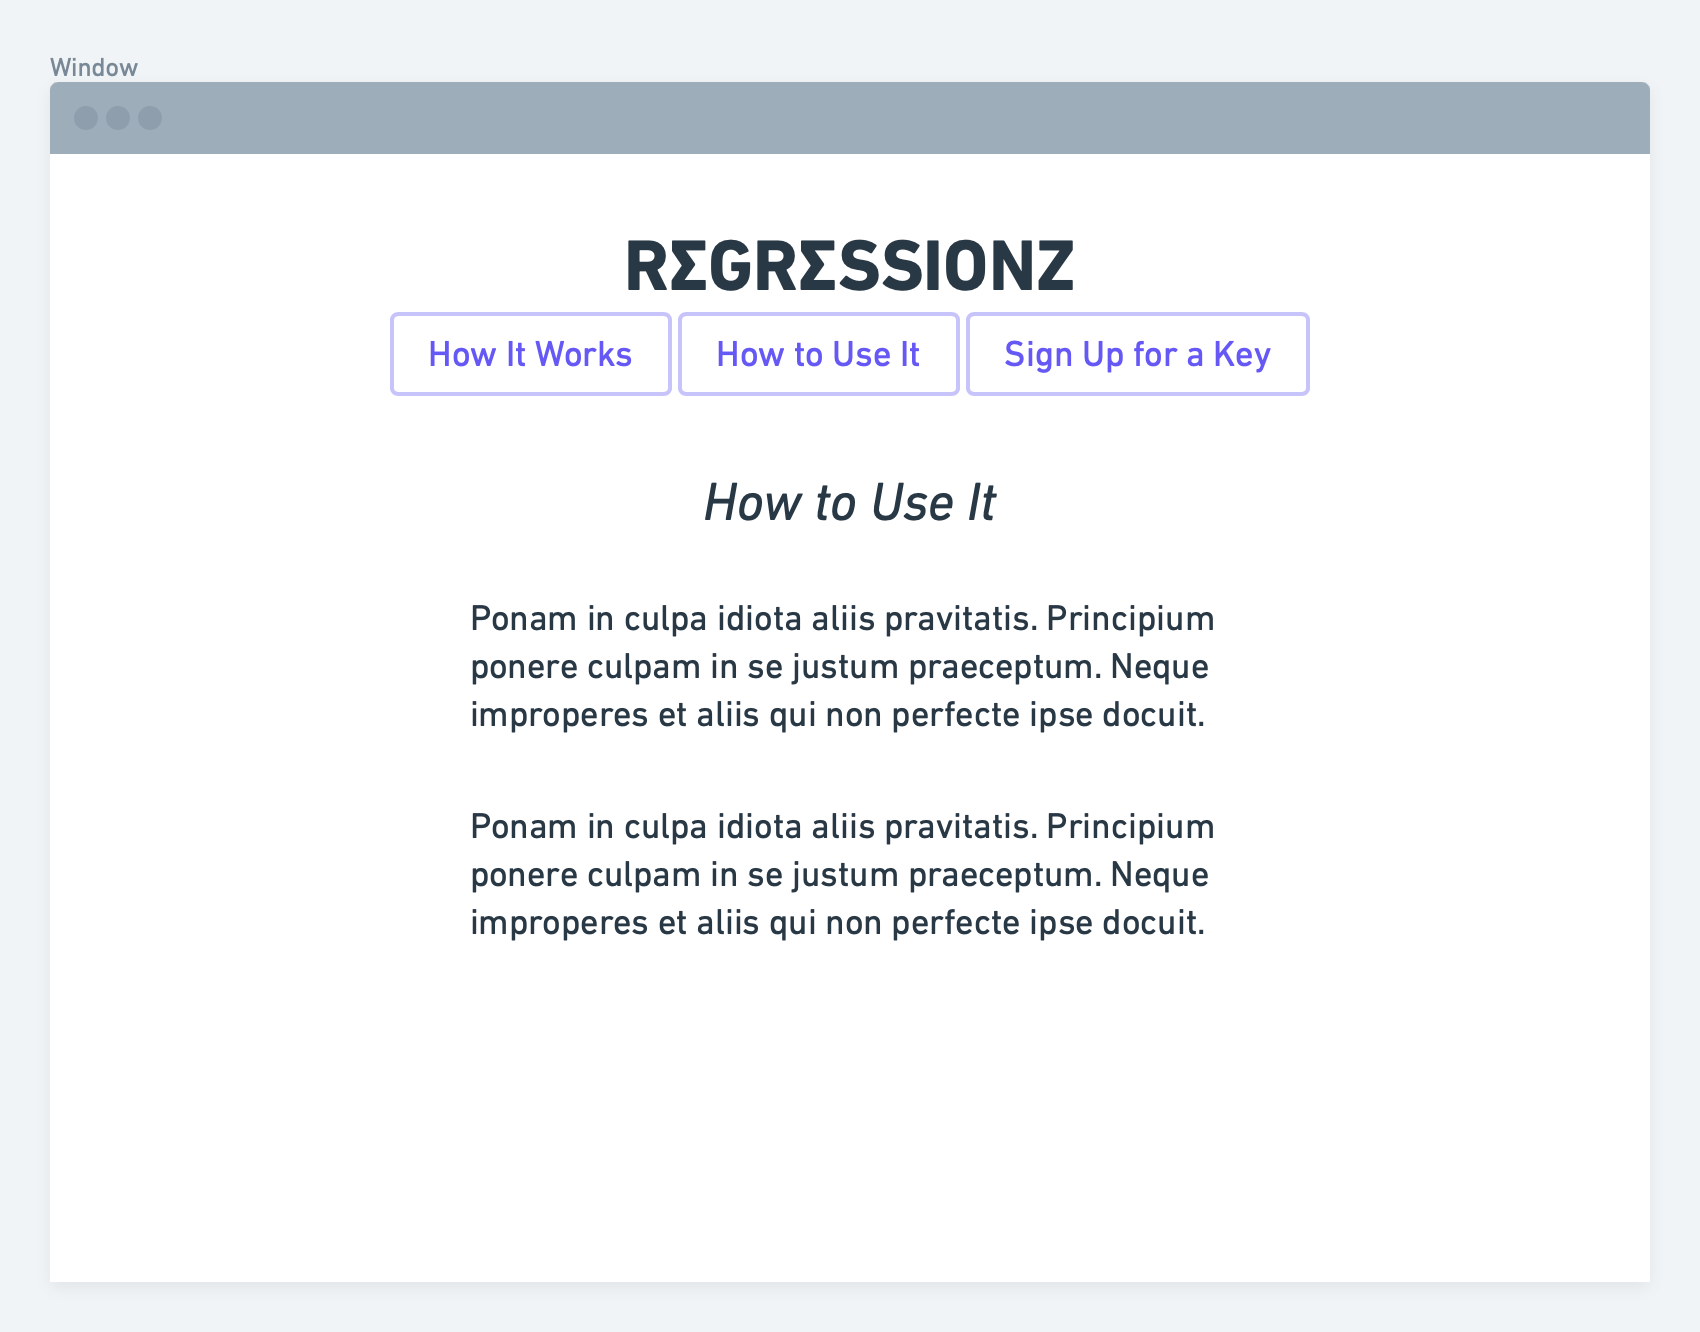 Window
RΣGRΣSSIONZ
How It Works How to Use It Sign Up for a Key
How to Use It
Ponam in culpa idiota aliis pravitatis. Principium
ponere culpam in se justum praeceptum. Neque
improperes et aliis qui non perfecte ipse docuit.
Ponam in culpa idiota aliis pravitatis. Principium
ponere culpam in se justum praeceptum. Neque
improperes et aliis qui non perfecte ipse docuit.